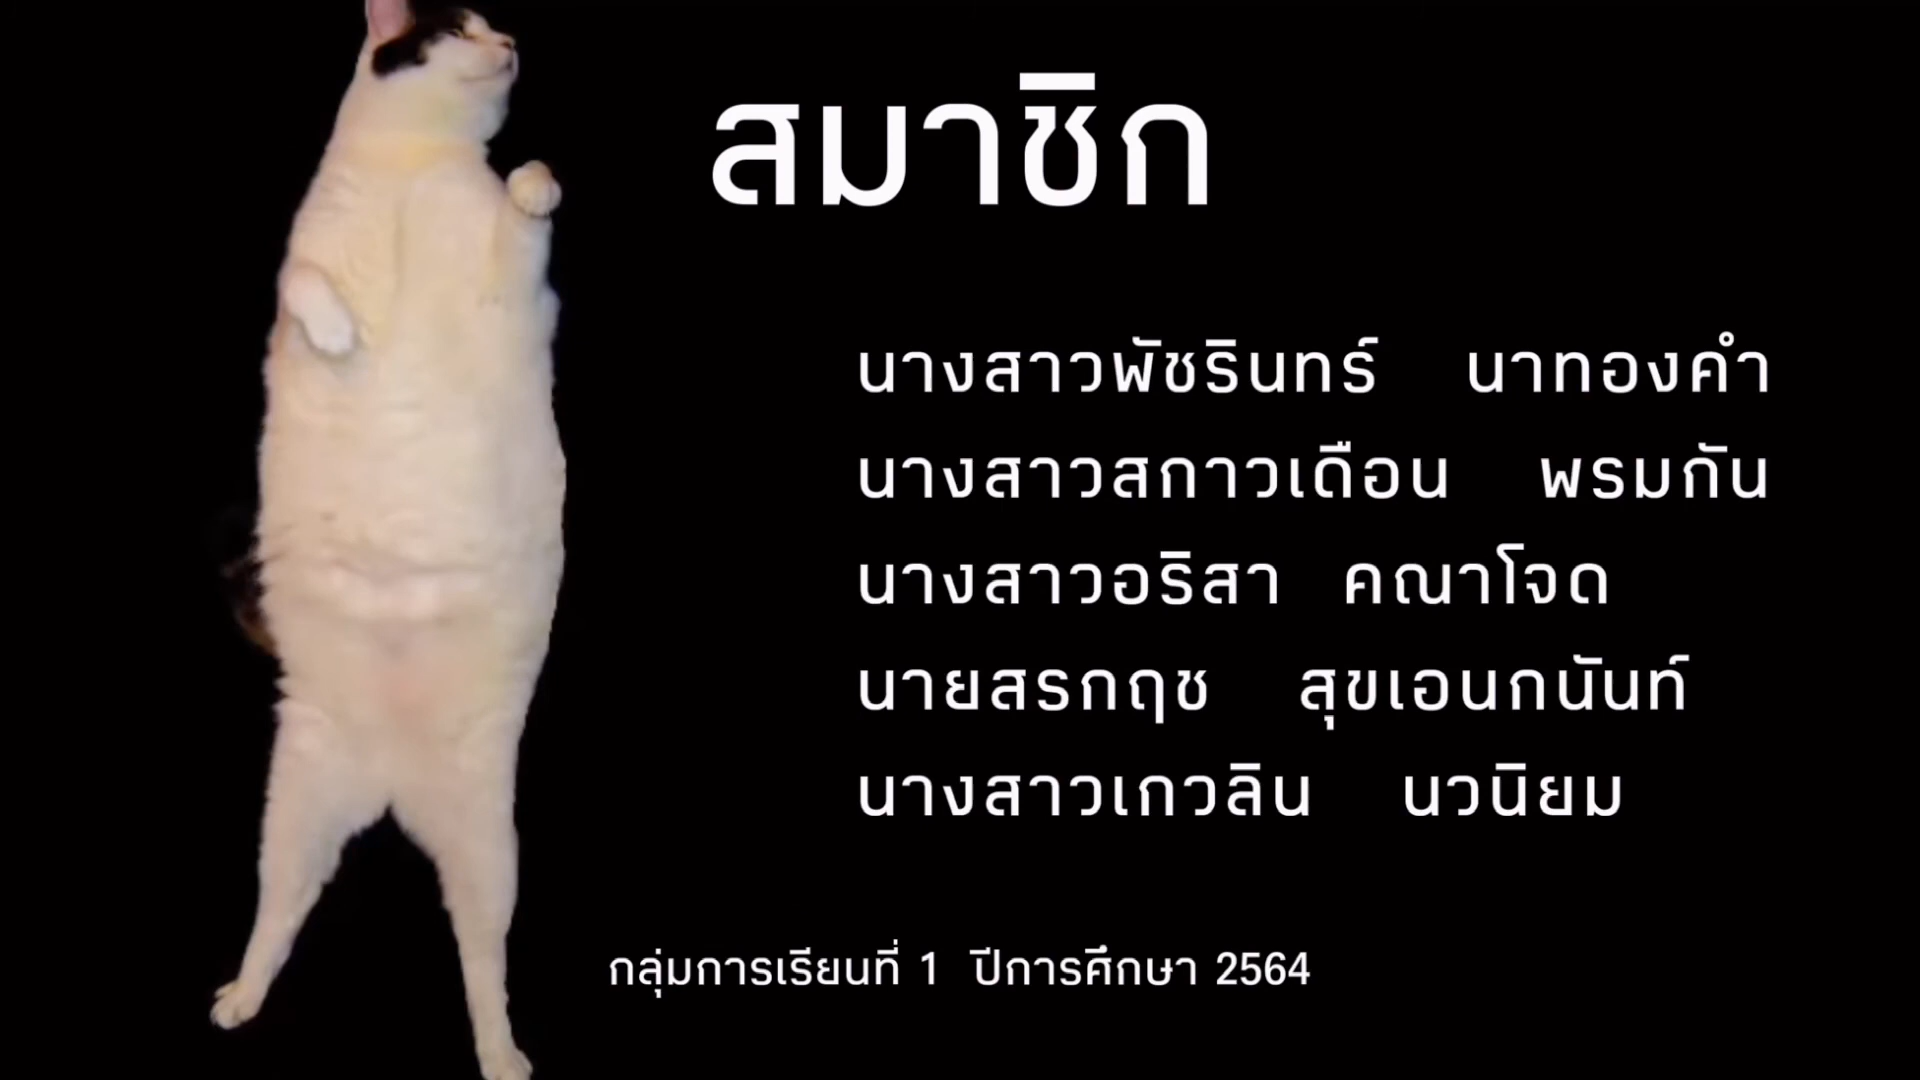 สมาชิก
นางสาวพัชรินทร์ นาทองคำ
นางสาวสกาวเดือน พรมกัน
นางสาวอริสา คณาโจด
นายสรกฤช สุขเอนกนันท์
นางสาวเกวลิน นวนิยม
กลุ่มการเรียนที่ 1 ปีการศึกษา 2564